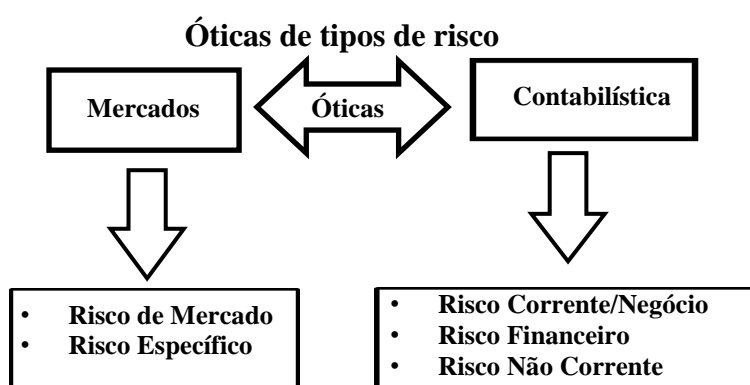 Óticas de tipos de risco
Mercados
Óticas
Contabilística
• Risco de Mercado
• Risco Específico
• Risco Corrente/Negócio
• Risco Financeiro
• Risco Não Corrente